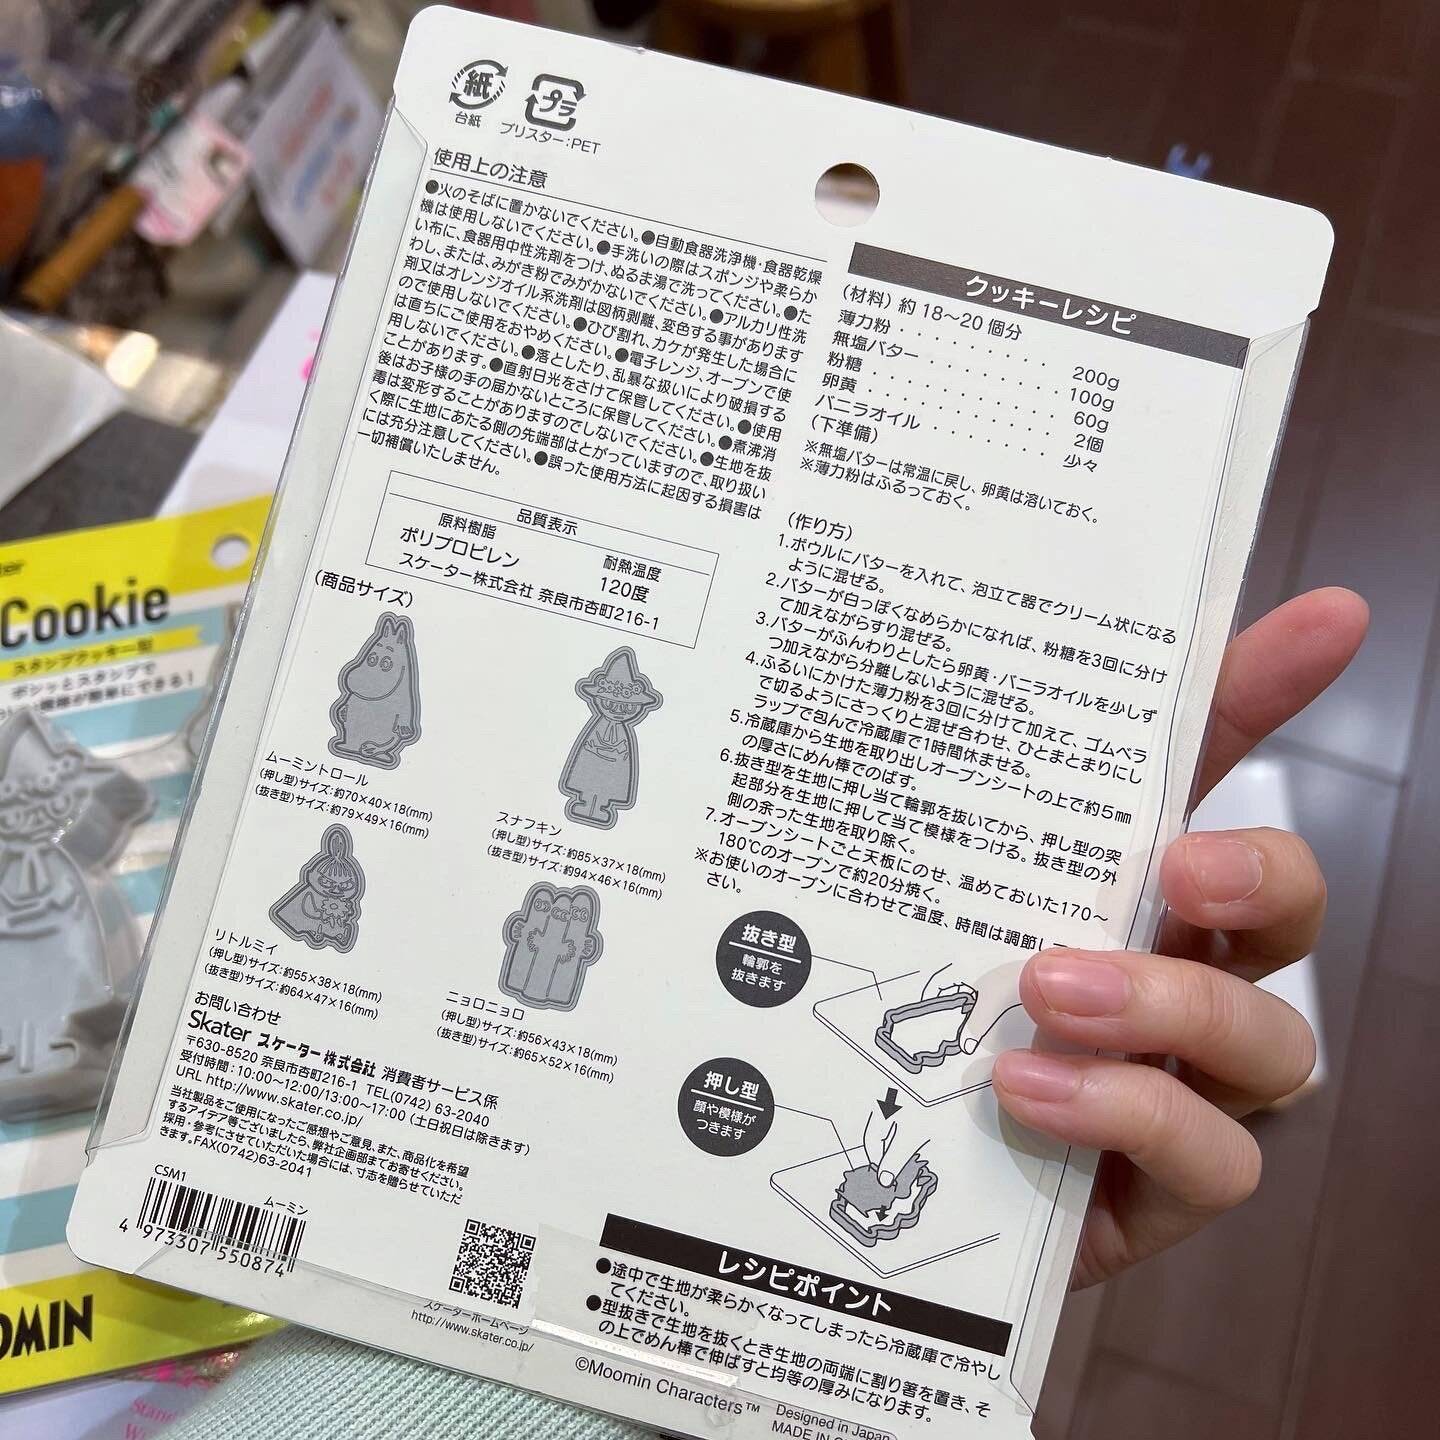 紙
台紙
プラ
ブリスター:PET
使用上の注意
●火のそばに置かないでください。●自動食器洗浄機・食器乾燥
機は使用しないでください。●手洗いの際はスポンジや柔らか
い布に、食器用中性洗剤をつけ、ぬるま湯で洗ってください。●た
わし、または、みがき粉でみがかないでください。●アルカリ性洗
剤又はオレンジオイル系洗剤は図柄剥離、変色する事があります
ので使用しないでください。●ひび割れ、カケが発生した場合に
は直ちにご使用をおやめください。●電子レンジ、オーブンで使
用しないでください。●落としたり、乱暴な扱いにより破損する
ことがあります。●直射日光をさけて保管してください。●使用
後はお子様の手の届かないところに保管してください。●煮沸消
毒は変形することがありますのでしないでください。●生地を抜
く際に生地にあたる側の先端部はとがっていますので、取り扱い
には充分注意してください。●誤った使用方法に起因する損害は
一切補償いたしません。
品質表示
原料樹脂 耐熱温度
ポリプロピレン 120度
スケーター株式会社 奈良市杏町216-1
(商品サイズ)
ムーミントロール
(押し型)サイズ:約70×40×18(mm)
(抜き型)サイズ:約79×49×16(mm)
スナフキン
(押し型)サイズ:約85×37×18(mm)
(抜き型)サイズ:約94×46×16(mm)
リトルミイ
(押し型)サイズ:約55×38×18(mm)
(抜き型)サイズ:約64×47×16(mm)
ニョロニョロ
(押し型)サイズ:約56×43×18(mm)
(抜き型)サイズ:約65×52×16(mm)
お問い合わせ
Skater スケーター株式会社 消費者サービス係
〒630-8520 奈良市杏町216-1 TEL(0742) 63-2040
受付時間:10:00〜12:00/13:00〜17:00 (土日祝日は除きます)
URL http://www.skater.co.jp/
当社製品をご使用になったご感想やご意見、また、商品化を希望
するアイデア等ございましたら、弊社企画部までお寄せください。
採用・参考にさせていただいた場合には、寸志を贈らせていただ
きます。FAX(0742)63-2041
CSM1 ムーミン
4 973307 550874
スケーターホームページ
http://www.skater.co.jp/
クッキーレシピ
(材料) 約 18〜20 個分
薄力粉 . . . . . . . . . 200g
無塩バター . . . . . . . 100g
粉糖 . . . . . . . . . . 60g
卵黄 . . . . . . . . . . 2個
バニラオイル . . . . . . 少々
(下準備)
※無塩バターは常温に戻し、卵黄は溶いておく。
※薄力粉はふるっておく。
(作り方)
1.ボウルにバターを入れて、泡立て器でクリーム状になる
ように混ぜる。
2.バターが白っぽくなめらかになれば、粉糖を3回に分け
て加えながらすり混ぜる。
3.バターがふんわりとしたら卵黄・バニラオイルを少しず
つ加えながら分離しないように混ぜる。
4.ふるいにかけた薄力粉を3回に分けて加えて、ゴムベラ
で切るようにさっくりと混ぜ合わせ、ひとまとまりにし
ラップで包んで冷蔵庫で1時間休ませる。
5.冷蔵庫から生地を取り出しオーブンシートの上で約5mm
の厚さにめん棒でのばす。
6.抜き型を生地に押し当て輪郭を抜いてから、押し型の突
起部分を生地に押して当て模様をつける。抜き型の外
側の余った生地を取り除く。
7.オーブンシートごと天板にのせ、温めておいた170〜
180℃のオーブンで約20分焼く。
※お使いのオーブンに合わせて温度、時間は調節し
さい。
抜き型
輪郭を
抜きます
押し型
顔や模様が
つきます
レシピポイント
●途中で生地が柔らかくなってしまったら冷蔵庫で冷やし
てください。
●型抜きで生地を抜くとき生地の両端に割り箸を置き、そ
の上でめん棒で伸ばすと均等の厚みになります。
©Moomin Characters™
Designed in Japan
MADE IN
Cookie
スタンプクッキー型
ポンッとスタンプで
模様が簡単にできる!
OMIN